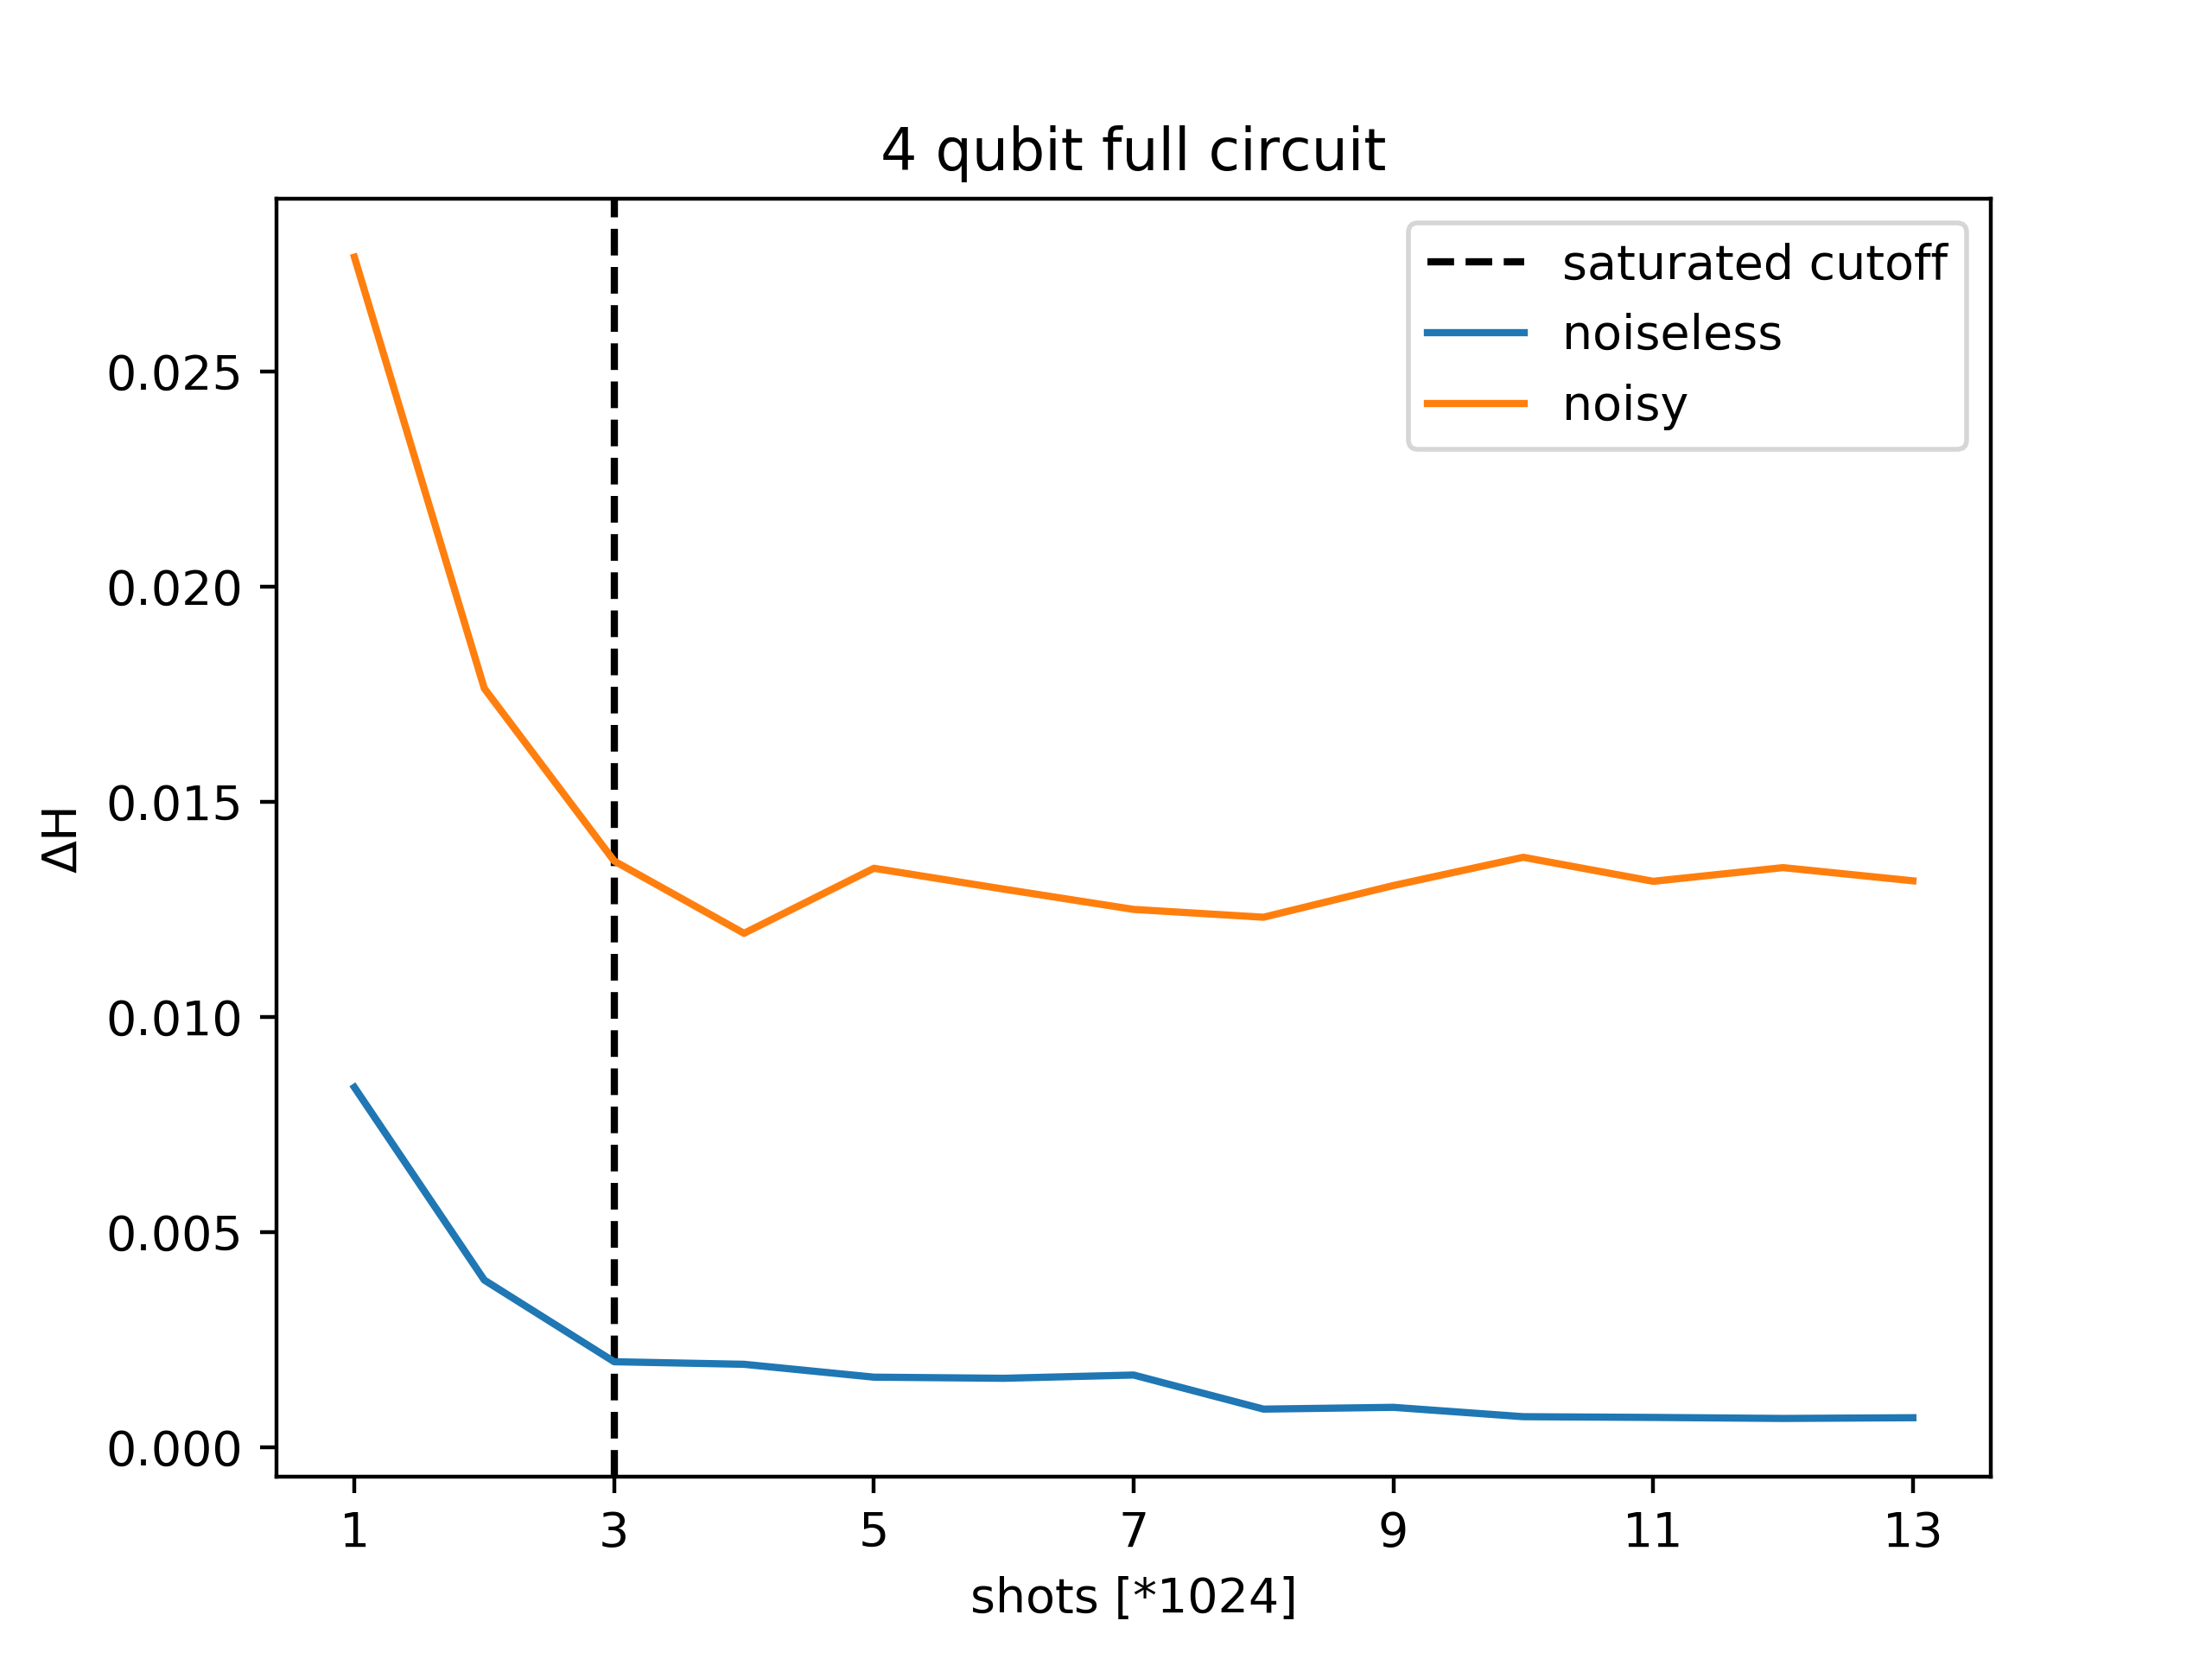 4 qubit full circuit
saturated cutoff
noiseless
noisy
0.025
0.020
0.015
0.010
0.005
0.000
ΔH
1 3 5 7 9 11 13
shots [*1024]